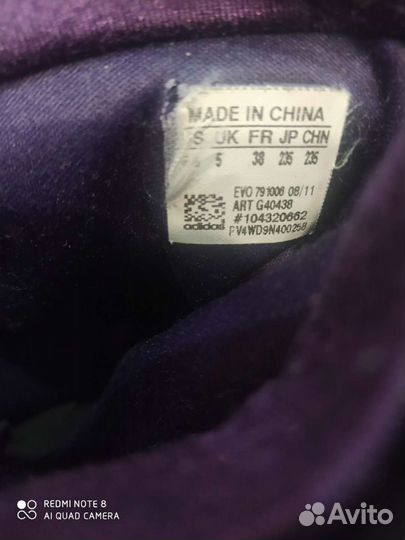 MADE IN CHINA
S UK FR JP CHN
5 38 235 235
EVO 791006 08/11
ART G40438
#104320662
adidas
PV4WD9N400258
REDMI NOTE 8
AI QUAD CAMERA
Avito